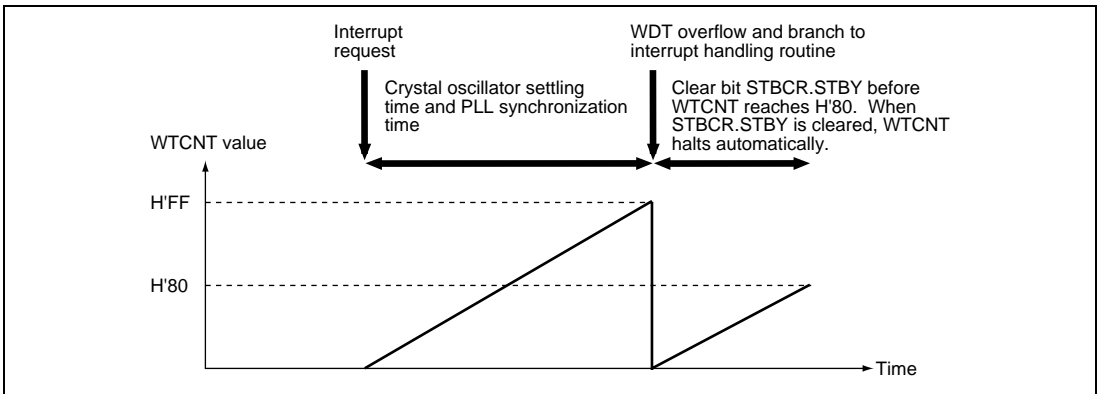 Interrupt
request
WDT overflow and branch to
interrupt handling routine
Crystal oscillator settling
time and PLL synchronization
time
Clear bit STBCR.STBY before
WTCNT reaches H'80. When
STBCR.STBY is cleared, WTCNT
halts automatically.
WTCNT value
H'FF
H'80
Time